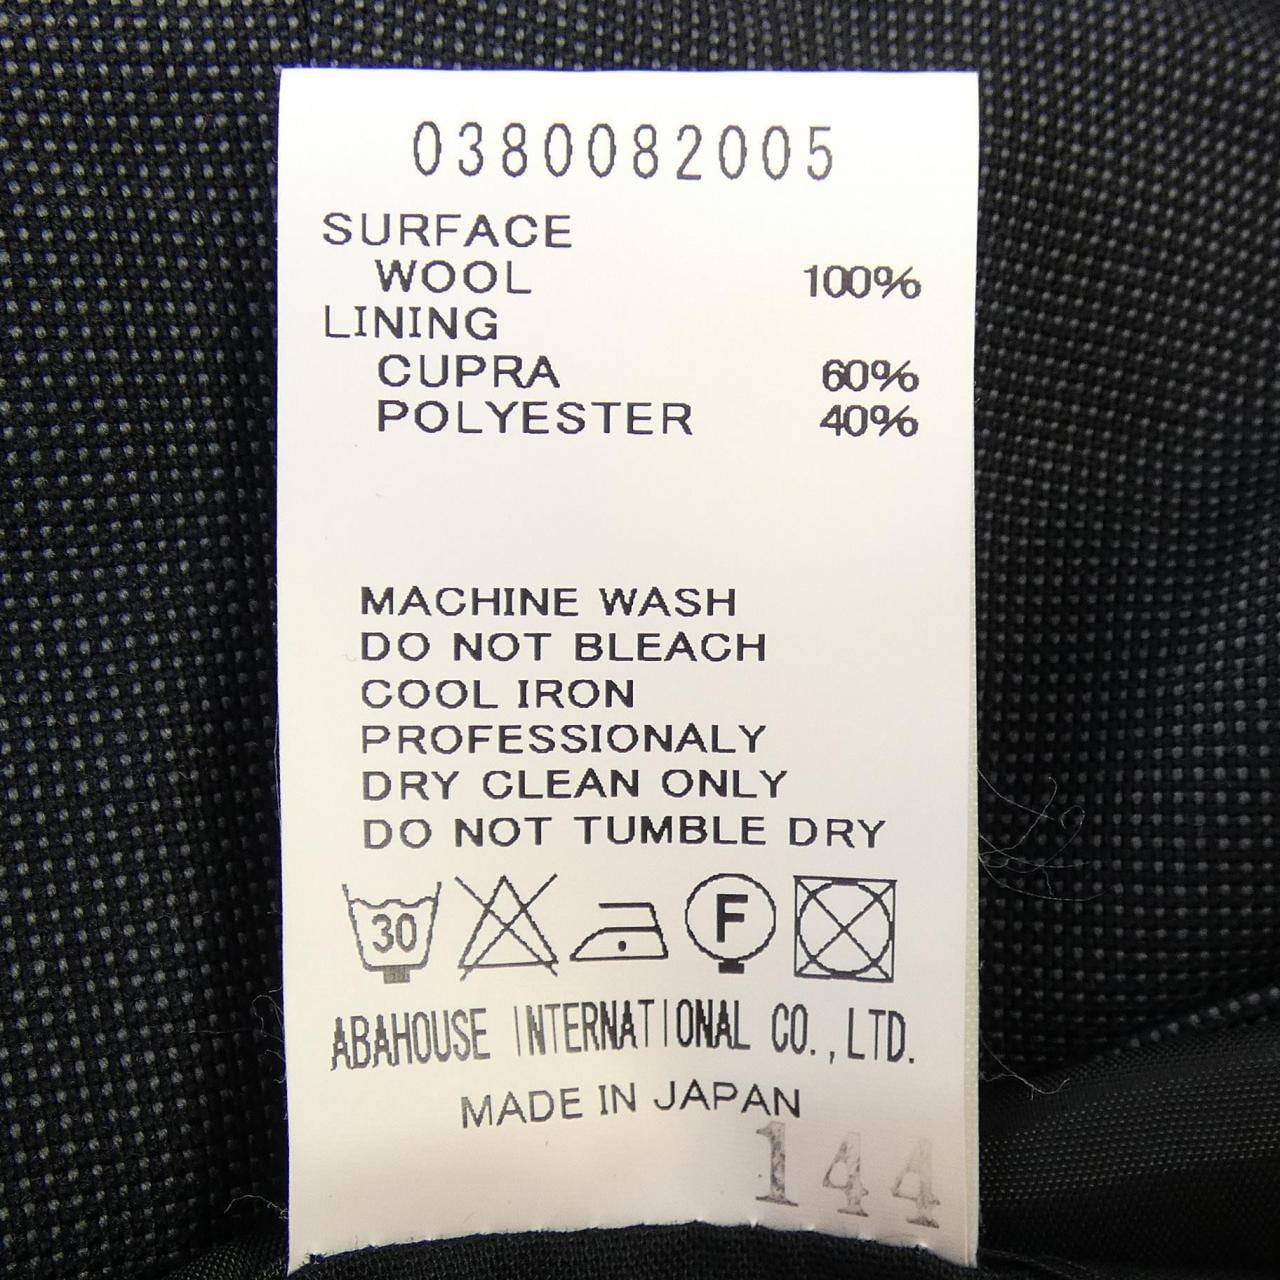 0380082005
SURFACE
WOOL 100%
LINING
CUPRA 60%
POLYESTER 40%
MACHINE WASH
DO NOT BLEACH
COOL IRON
PROFESSIONALY
DRY CLEAN ONLY
DO NOT TUMBLE DRY
30 F
ABAHOUSE INTERNATIONAL CO.,LTD.
MADE IN JAPAN
144